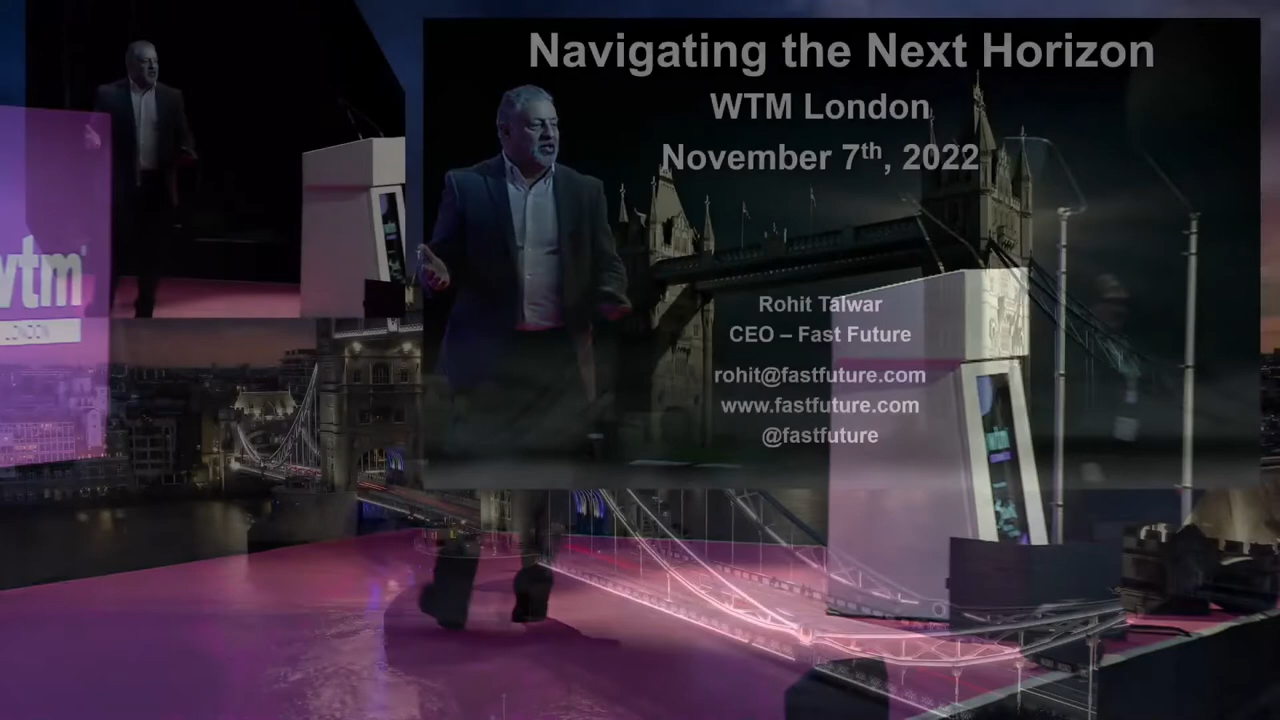 Navigating the Next Horizon
WTM London
November 7th, 2022
Rohit Talwar
CEO – Fast Future
rohit@fastfuture.com
www.fastfuture.com
@fastfuture
wtm
LONDON
wtm